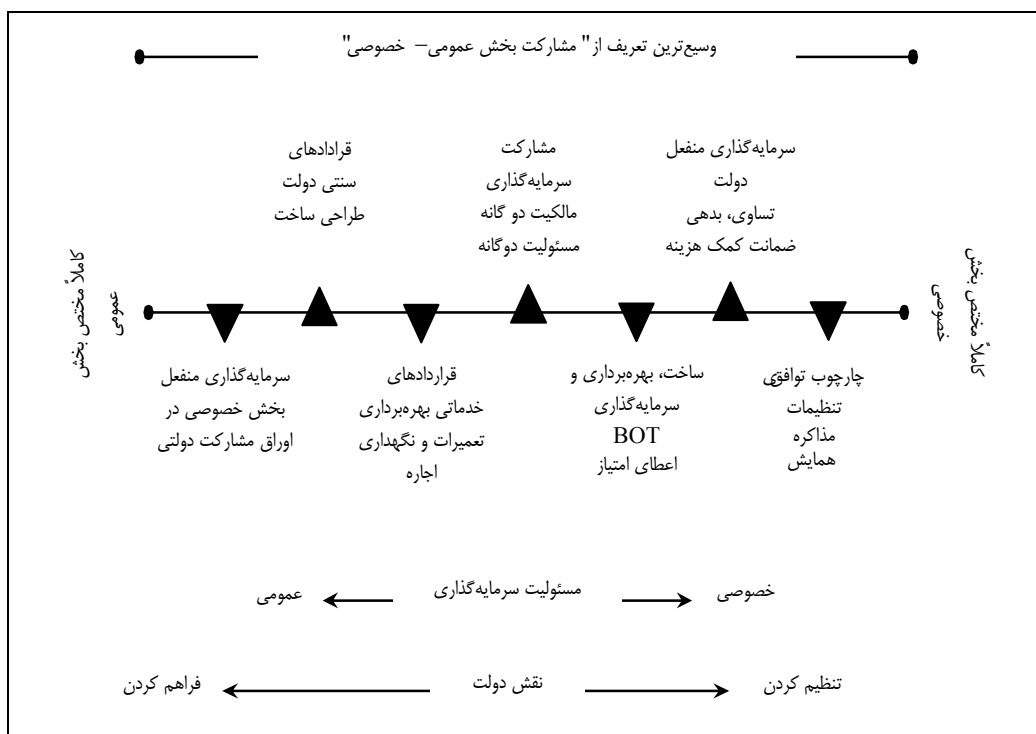 وسیع‌ترین تعریف از" مشارکت بخش عمومی– خصوصی"
سرمایه‌گذاری منفعل
دولت
تساوی، بدهی
ضمانت کمک هزینه
مشارکت
سرمایه‌گذاری
مالکیت دو گانه
مسئولیت دوگانه
قرادادهای
سنتی دولت
طراحی ساخت
کاملاً مختص بخش
خصوصی
کاملاً مختص بخش
عمومی
چارچوب توافقی
تنظیمات
مذاکره
همایش
ساخت، بهره‌برداری و
سرمایه‌گذاری
BOT
اعطای امتیاز
قراردادهای
خدماتی بهره‌برداری
تعمیرات و نگهداری
اجاره
سرمایه‌گذاری منفعل
بخش خصوصی در
اوراق مشارکت دولتی
خصوصی مسئولیت سرمایه‌گذاری عمومی
تنظیم کردن نقش دولت فراهم کردن